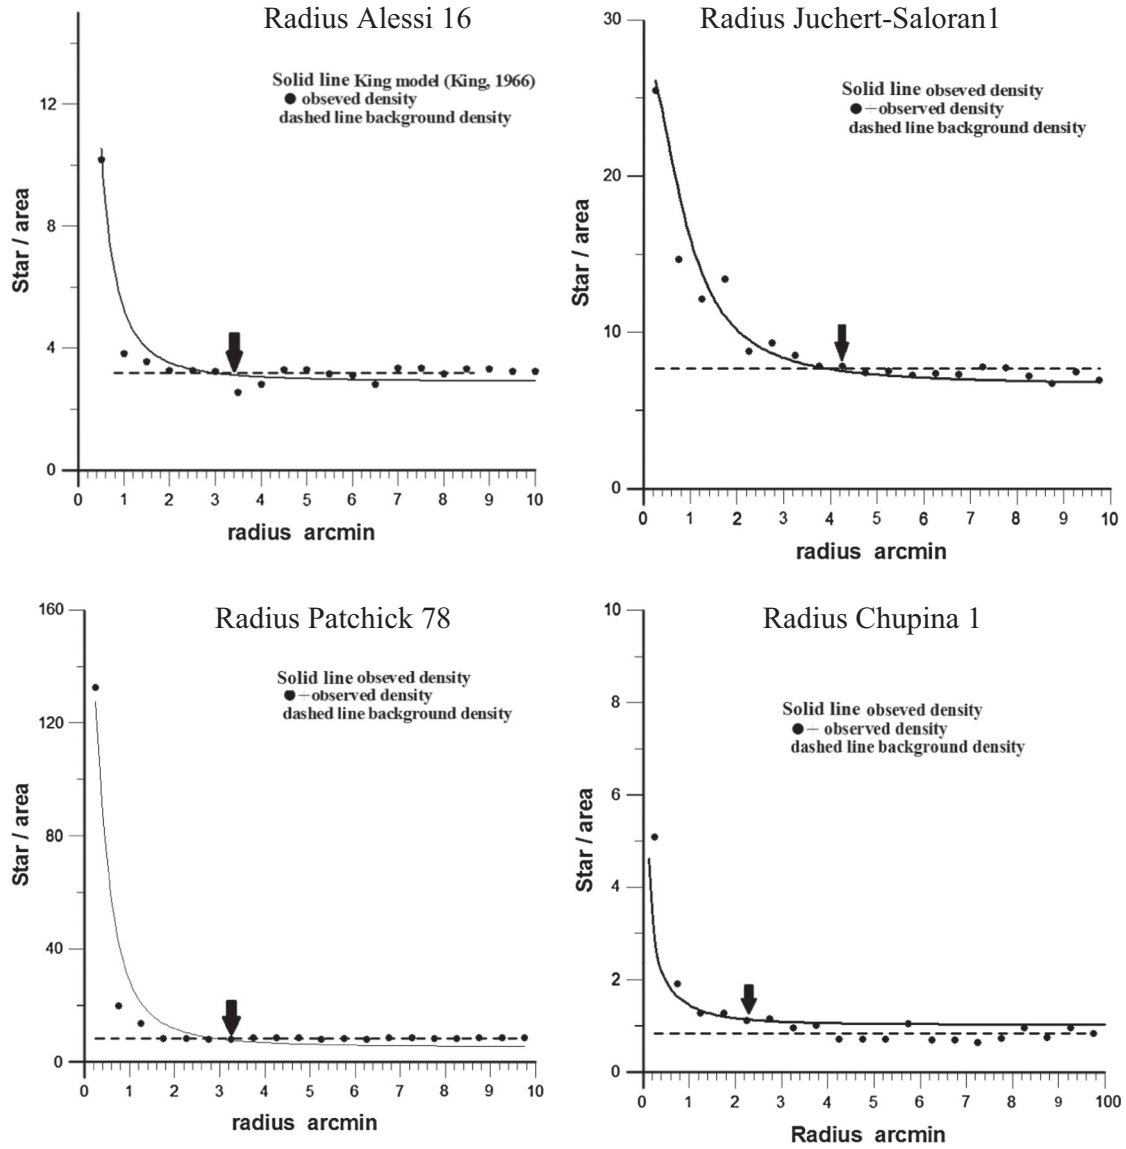 Radius Alessi 16
Solid line King model (King, 1966)
obseved density
dashed line background density
12
8
4
0
Star / area
0 1 2 3 4 5 6 7 8 9 10
radius arcmin
Radius Juchert-Saloran1
Solid line obseved density
observed density
dashed line background density
30
20
10
0
Star / area
0 1 2 3 4 5 6 7 8 9 10
radius arcmin
Radius Patchick 78
Solid line obseved density
observed density
dashed line background density
160
120
80
40
0
Star / area
0 1 2 3 4 5 6 7 8 9 10
radius arcmin
Radius Chupina 1
Solid line obseved density
observed density
dashed line background density
10
8
6
4
2
0
Star / area
0 1 2 3 4 5 6 7 8 9 100
Radius arcmin